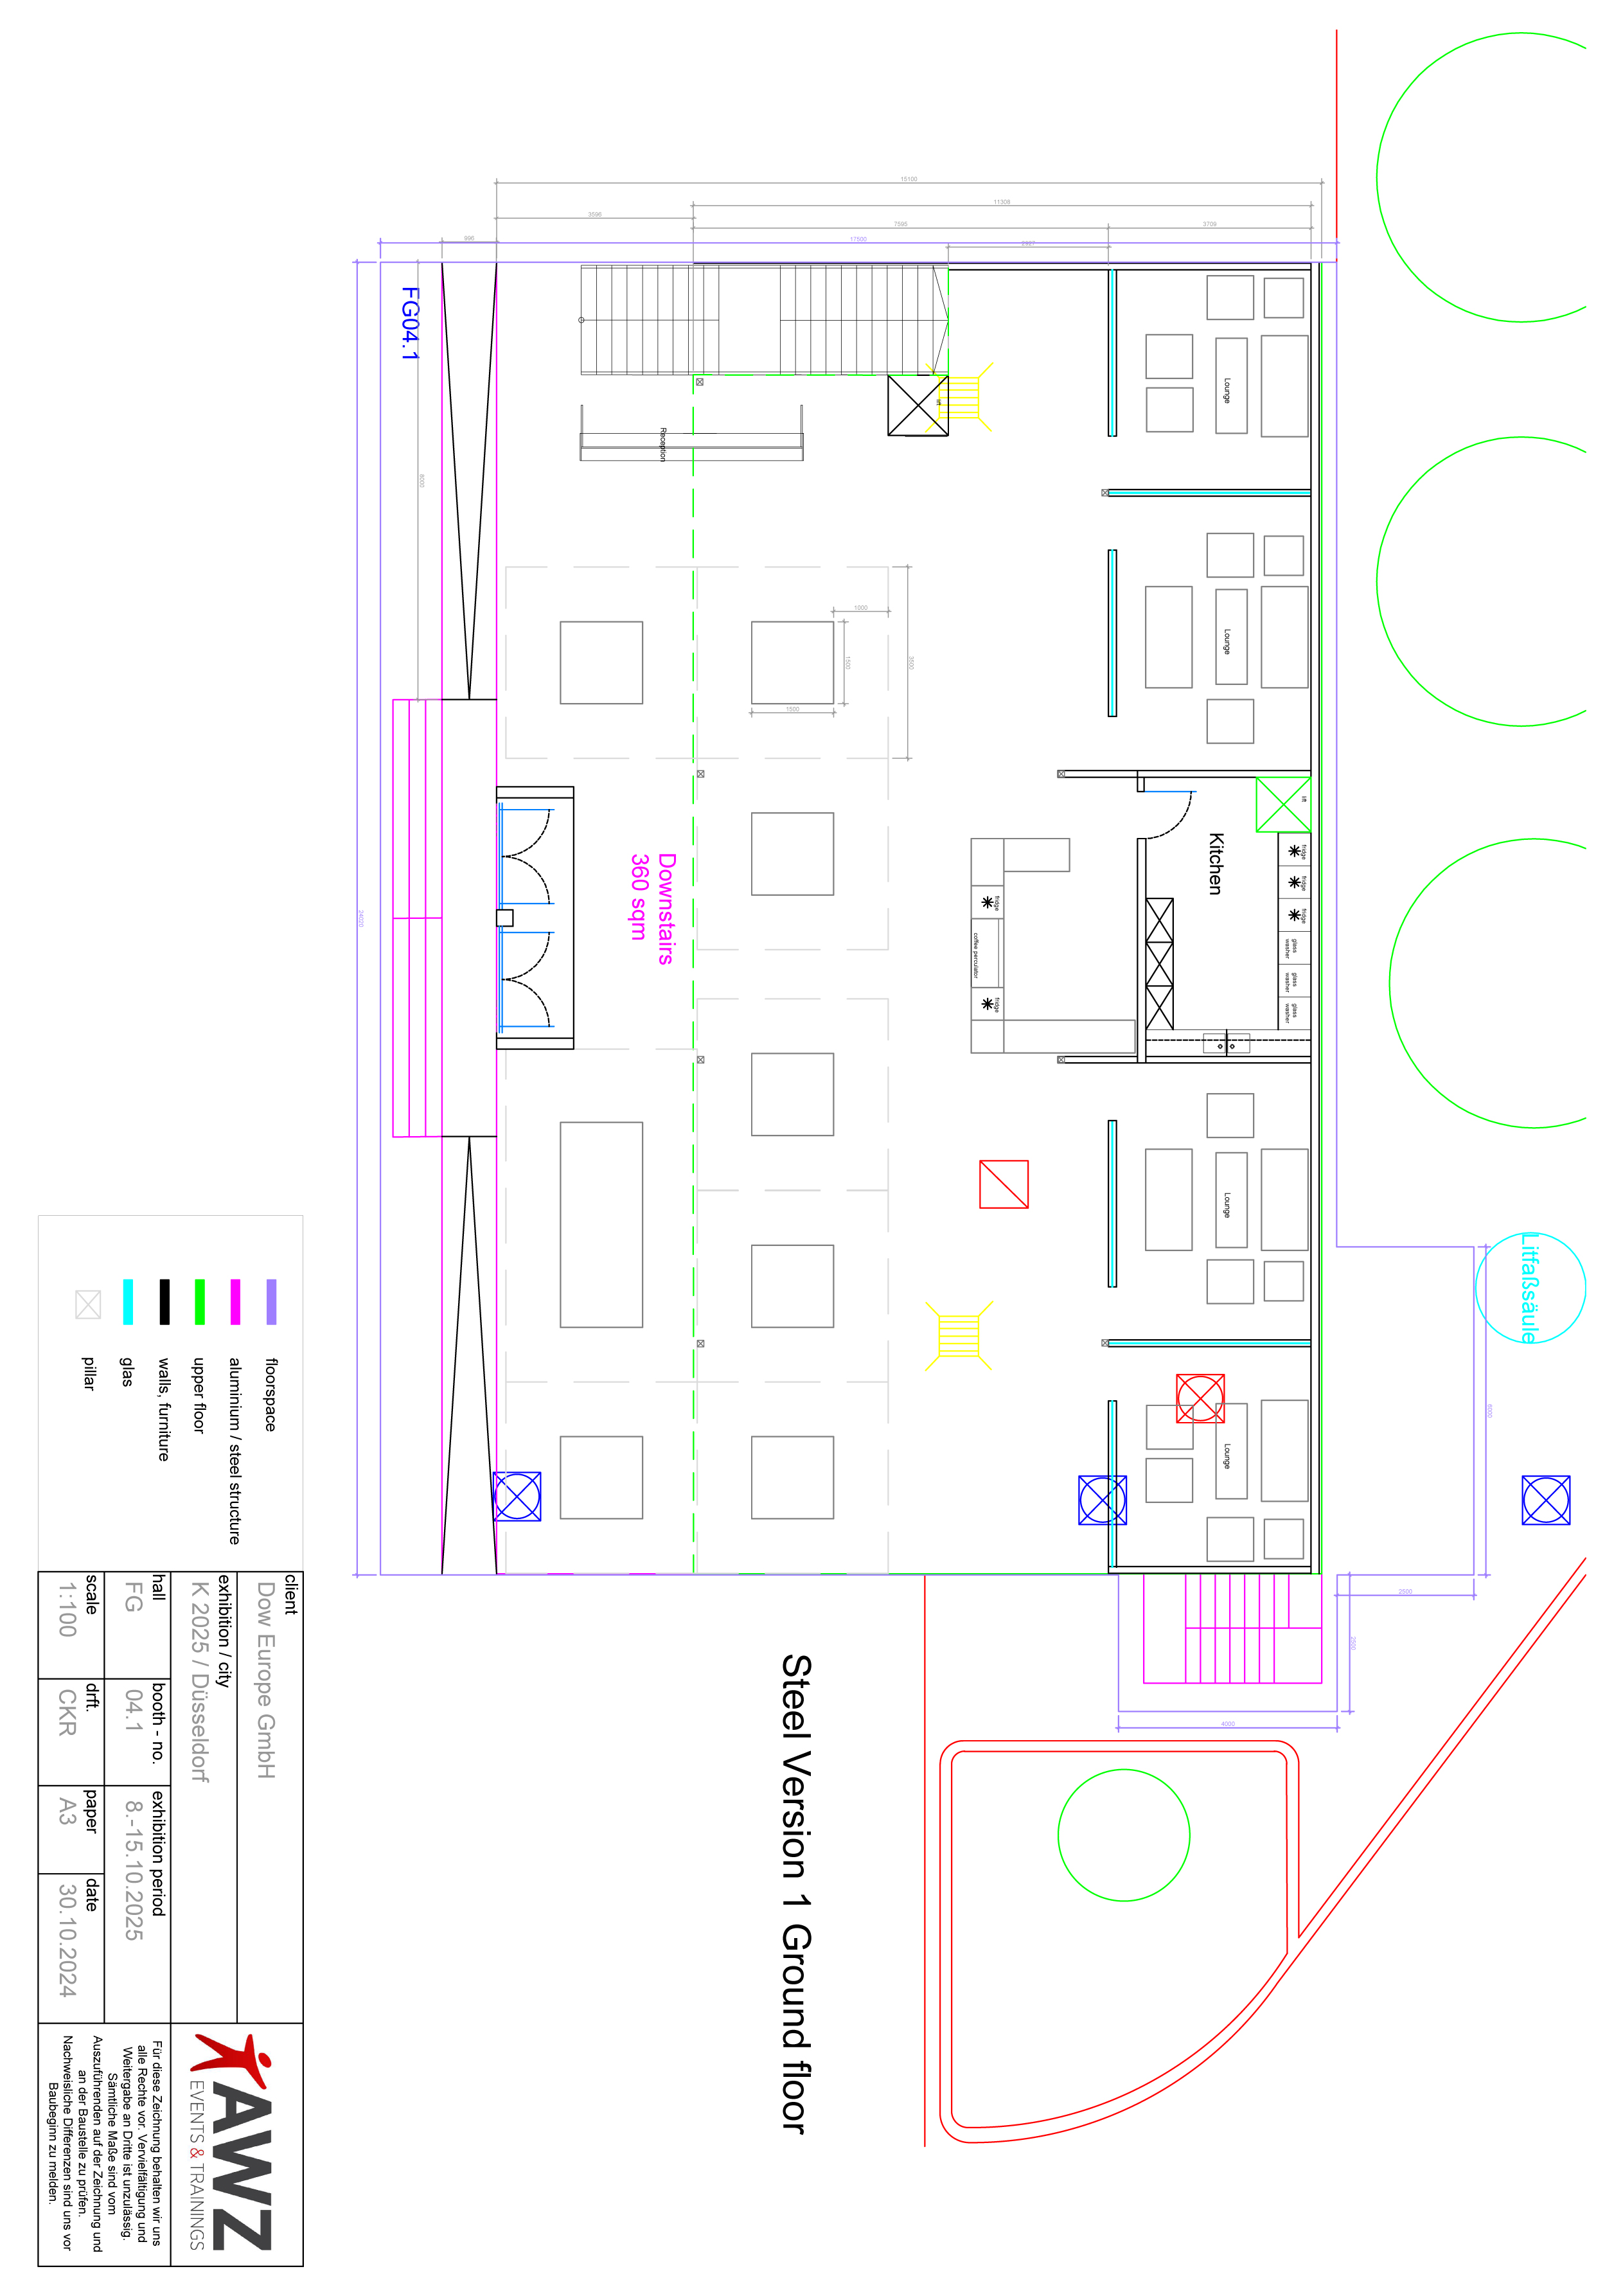 15100
11308
3596
7595
3709
996
17500
FG04.1
8000
24020
Lounge
lift
Reception
1000
1500
3500
1500
Lounge
lift
Kitchen
fridge
fridge
fridge
glass
washer
glass
washer
glass
washer
fridge
coffee perculator
fridge
Downstairs
360 sqm
Lounge
Lounge
Litfaßsäule
6000
2500
2500
4000
Steel Version 1 Ground floor
floorspace
aluminium / steel structure
upper floor
walls, furniture
glas
pillar
client
Dow Europe GmbH
exhibition / city
K 2025 / Düsseldorf
hall
FG
booth - no.
04.1
exhibition period
8.-15.10.2025
scale
1:100
drft.
CKR
paper
A3
date
30.10.2024
AWZ
EVENTS & TRAININGS
Für diese Zeichnung behalten wir uns
alle Rechte vor. Vervielfältigung und
Weitergabe an Dritte ist unzulässig.
Sämtliche Maße sind vom
Auszuführenden auf der Zeichnung und
an der Baustelle zu prüfen.
Nachweisliche Differenzen sind uns vor
Baubeginn zu melden.